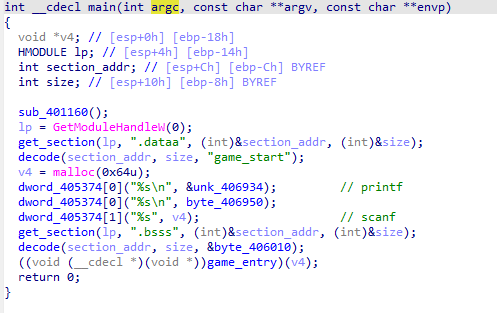 int __cdecl main(int argc, const char **argv, const char **envp)
{
void *v4; // [esp+0h] [ebp-18h]
HMODULE lp; // [esp+4h] [ebp-14h]
int section_addr; // [esp+Ch] [ebp-Ch] BYREF
int size; // [esp+10h] [ebp-8h] BYREF
sub_401160();
lp = GetModuleHandleW(0);
get_section(lp, ".dataa", (int)&section_addr, (int)&size);
decode(section_addr, size, "game_start");
v4 = malloc(0x64u);
dword_405374[0]("%s\n", &unk_406934); // printf
dword_405374[0]("%s\n", byte_406950);
dword_405374[1]("%s", v4); // scanf
get_section(lp, ".bsss", (int)&section_addr, (int)&size);
decode(section_addr, size, &byte_406010);
((void (__cdecl *)(void *))game_entry)(v4);
return 0;
}